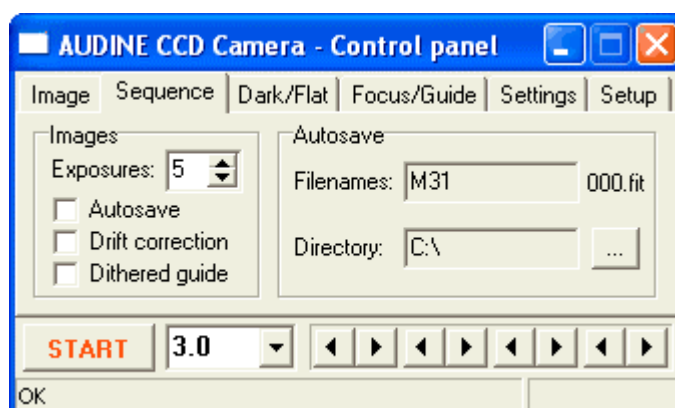 AUDINE CCD Camera - Control panel
Image Sequence Dark/Flat Focus/Guide Settings Setup
Images
Exposures: 5
Autosave
Drift correction
Dithered guide
Autosave
Filenames: M31 000.fit
Directory: C:\ ...
START 3.0
OK